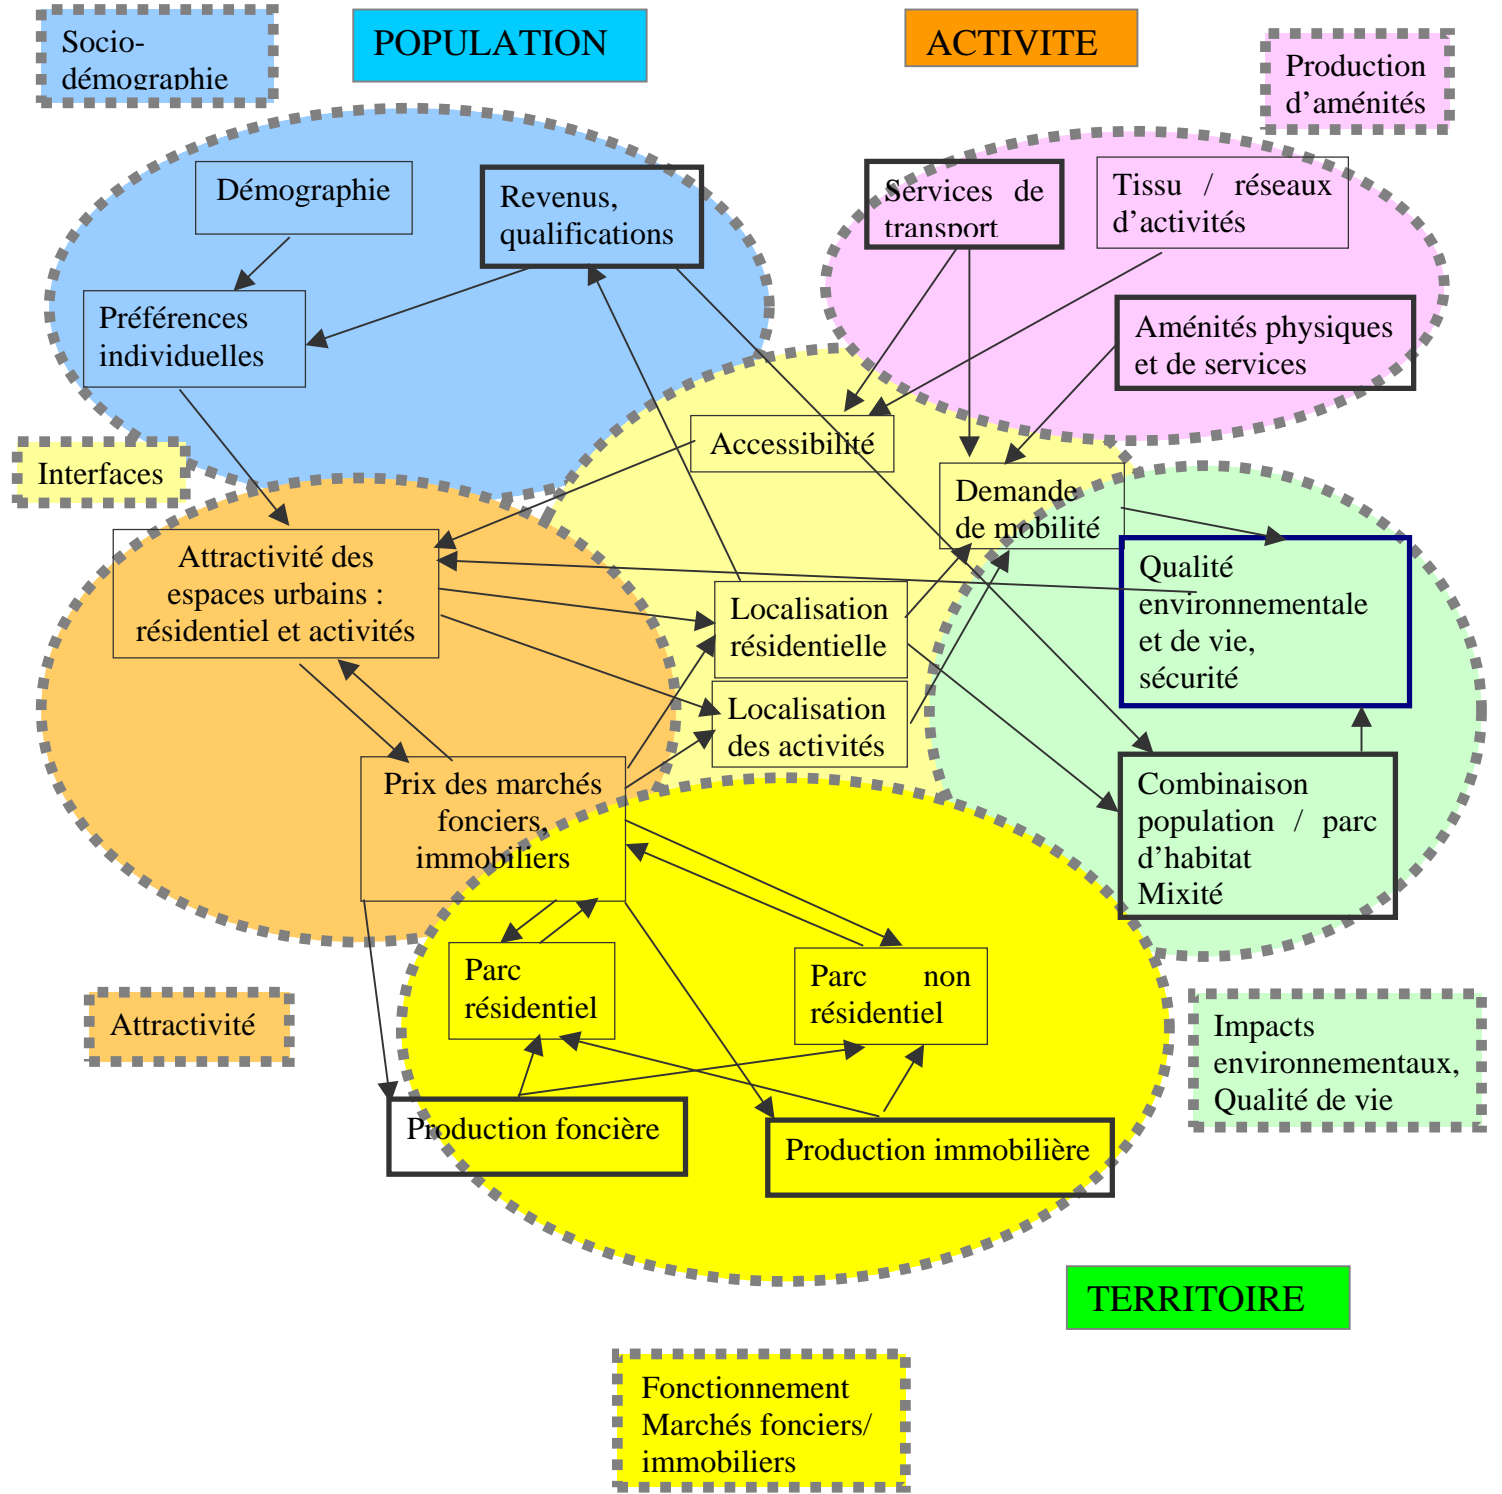 Socio-
démographie
POPULATION
ACTIVITE
Production
d’aménités
Démographie
Revenus,
qualifications
Services de
transport
Tissu / réseaux
d’activités
Préférences
individuelles
Aménités physiques
et de services
Interfaces
Accessibilité
Demande
de mobilité
Attractivité des
espaces urbains :
résidentiel et activités
Qualité
environnementale
et de vie,
sécurité
Localisation
résidentielle
Localisation
des activités
Prix des marchés
fonciers,
immobiliers
Combinaison
population / parc
d’habitat
Mixité
Parc
résidentiel
Parc non
résidentiel
Attractivité
Impacts
environnementaux,
Qualité de vie
Production foncière
Production immobilière
TERRITOIRE
Fonctionnement
Marchés fonciers/
immobiliers